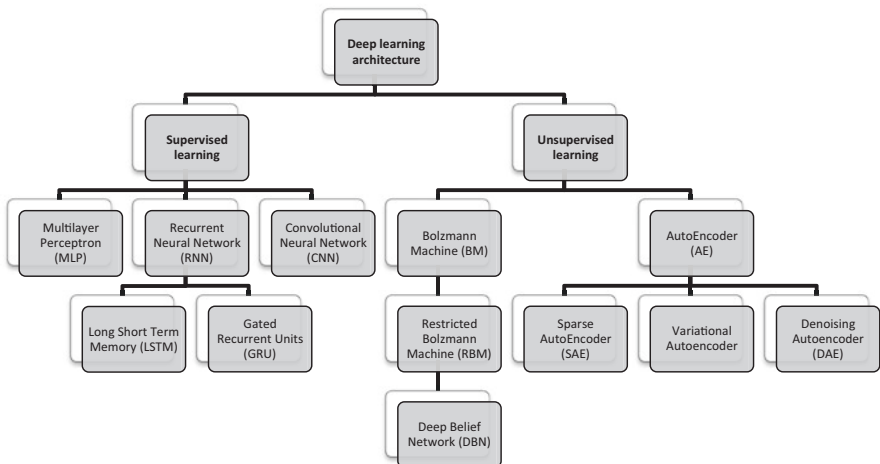 Deep learning
architecture
Supervised
learning
Unsupervised
learning
Multilayer
Perceptron
(MLP)
Recurrent
Neural Network
(RNN)
Convolutional
Neural Network
(CNN)
Bolzmann
Machine (BM)
AutoEncoder
(AE)
Long Short Term
Memory (LSTM)
Gated
Recurrent Units
(GRU)
Restricted
Bolzmann
Machine (RBM)
Sparse
AutoEncoder
(SAE)
Variational
Autoencoder
Denoising
Autoencoder
(DAE)
Deep Belief
Network (DBN)